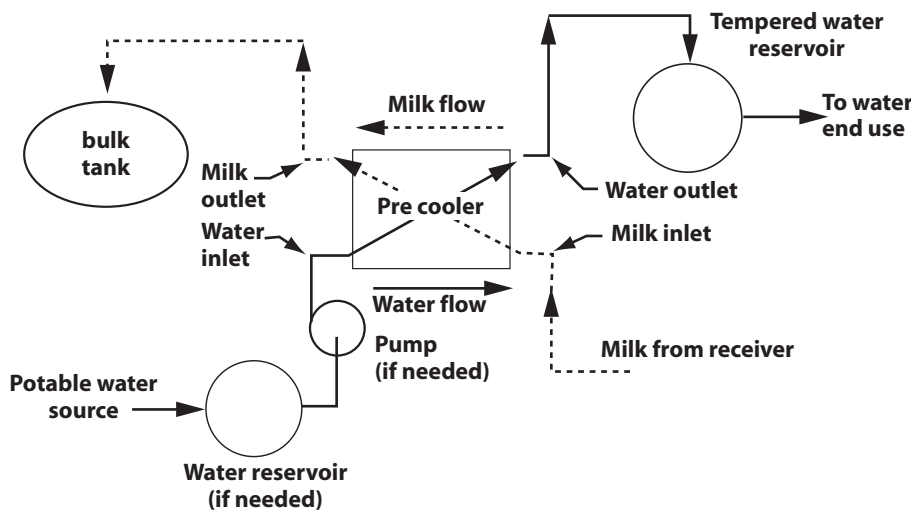 Tempered water
reservoir
Milk flow
To water
end use
bulk
tank
Milk
outlet
Water outlet
Pre cooler
Water
inlet
Milk inlet
Water flow
Pump
(if needed)
Milk from receiver
Potable water
source
Water reservoir
(if needed)